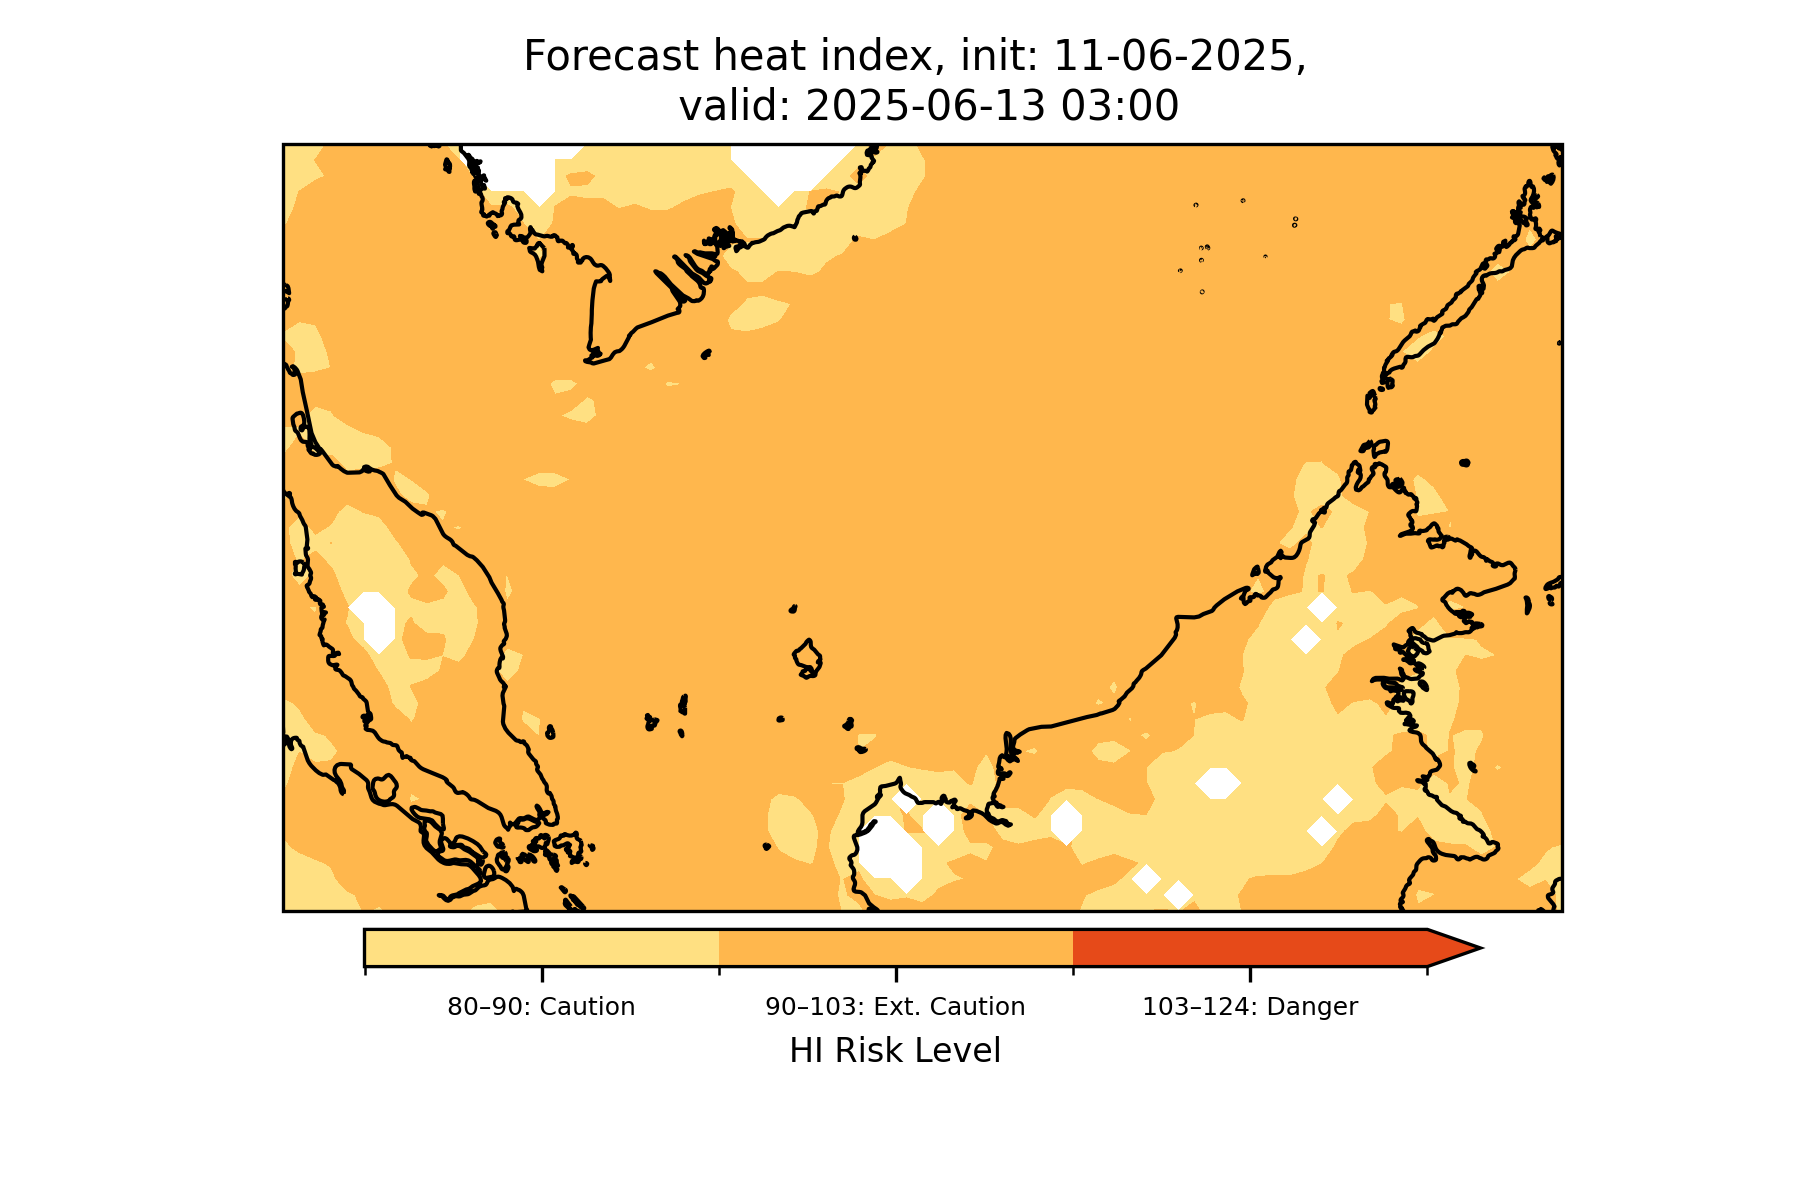 Forecast heat index, init: 11-06-2025,
valid: 2025-06-13 03:00
80–90: Caution
90–103: Ext. Caution
103–124: Danger
HI Risk Level